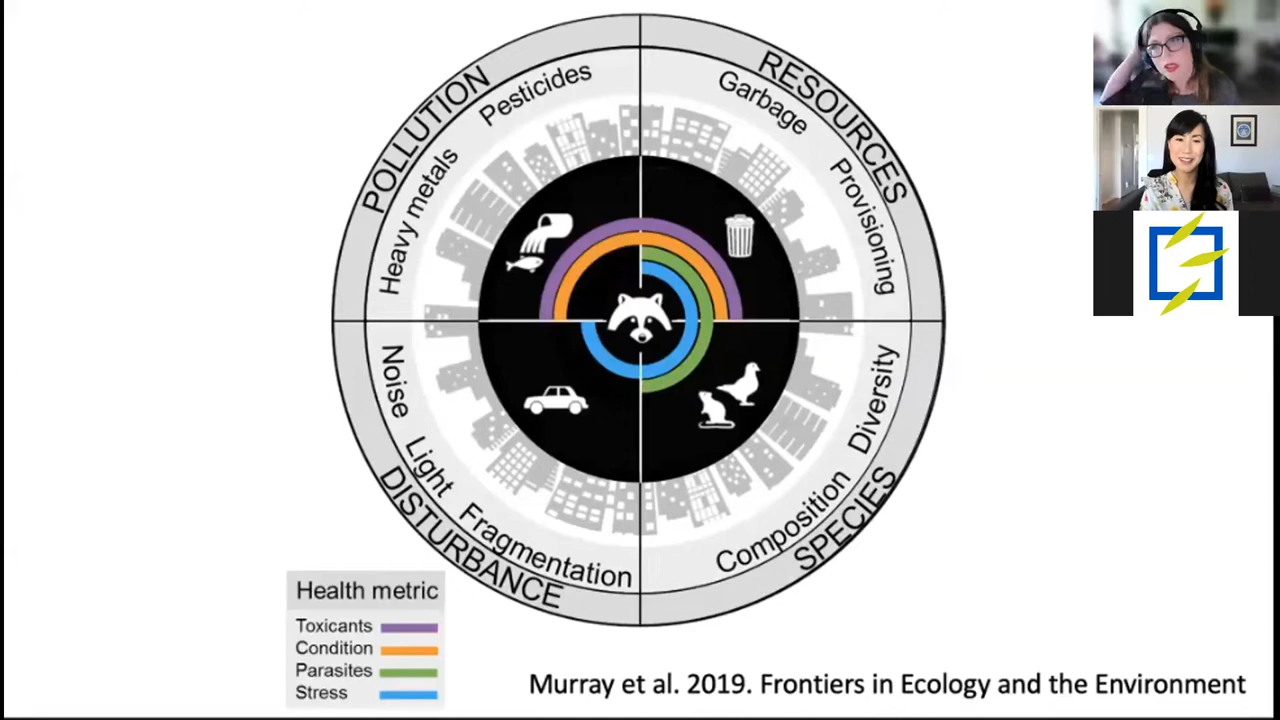 POLLUTION
Pesticides
Heavy metals
RESOURCES
Garbage
Provisioning
Noise
Light
Fragmentation
DISTURBANCE
Diversity
Composition
SPECIES
Health metric
Toxicants
Condition
Parasites
Stress
Murray et al. 2019. Frontiers in Ecology and the Environment